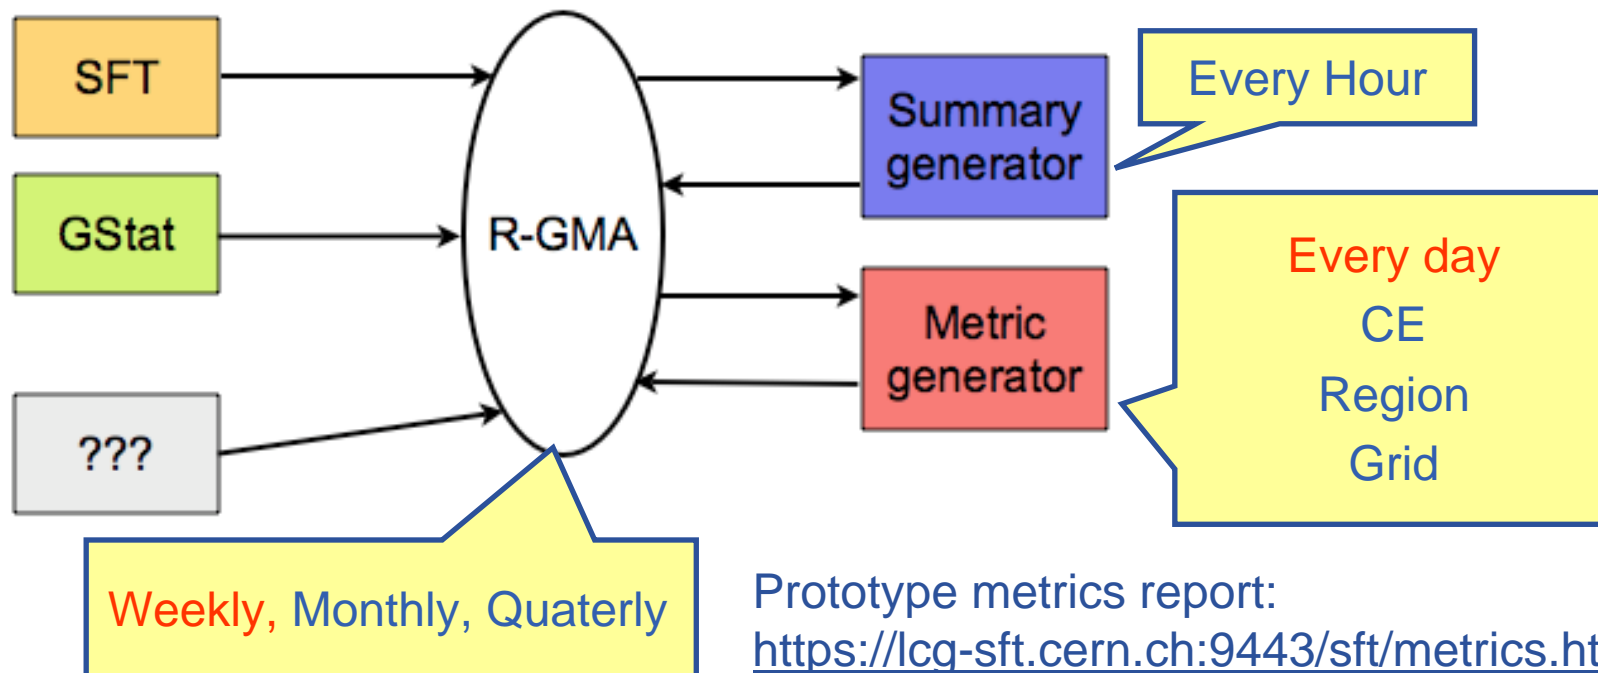 SFT
GStat
???
R-GMA
Summary
generator
Metric
generator
Every Hour
Every day
CE
Region
Grid
Weekly, Monthly, Quaterly
Prototype metrics report:
https://lcg-sft.cern.ch:9443/sft/metrics.ht